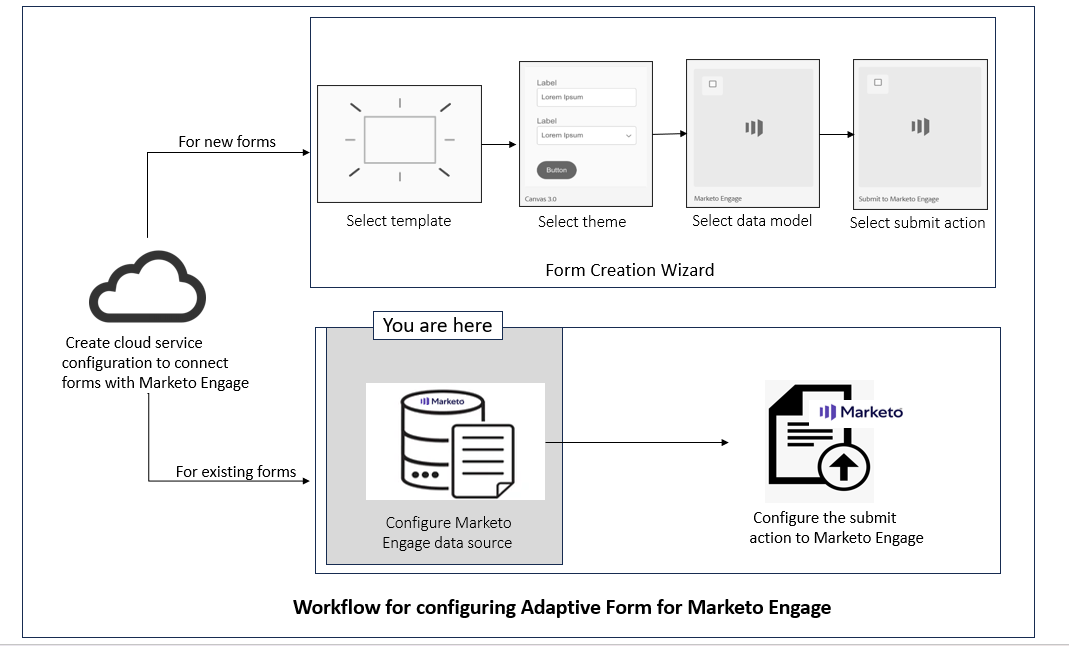 For new forms
Label
Lorem Ipsum
Label
Lorem Ipsum
Button
Canvas 3.0
Marketo Engage
Submit to Marketo Engage
Select template
Select theme
Select data model
Select submit action
Form Creation Wizard
Create cloud service
configuration to connect
forms with Marketo Engage
For existing forms
You are here
Marketo
Configure Marketo
Engage data source
Marketo
Configure the submit
action to Marketo Engage
Workflow for configuring Adaptive Form for Marketo Engage